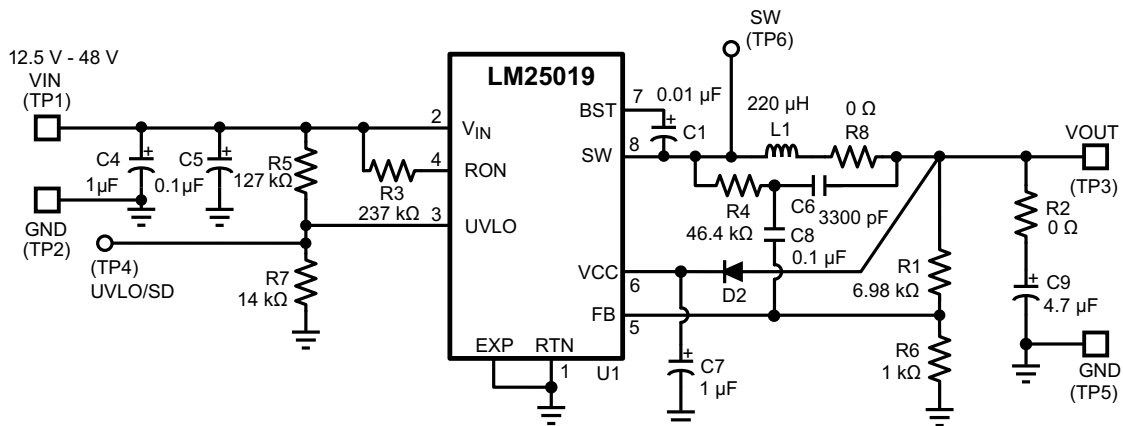 SW
(TP6)
12.5 V - 48 V
VIN
(TP1)
LM25019
7
0.01 µF
220 µH
0 Ω
BST
+
C1
L1
R8
VOUT
2
VIN
8
SW
(TP3)
C4
+
C5
+
R5
4
RON
1µF
0.1µF
127 kΩ
R3
R4
C6
R2
0 Ω
237 kΩ
3
UVLO
46.4 kΩ
3300 pF
C8
0.1 µF
GND
(TP2)
(TP4)
UVLO/SD
R7
14 kΩ
VCC
6
D2
R1
6.98 kΩ
+
C9
4.7 µF
FB
5
EXP
RTN
1
U1
+
C7
1 µF
R6
1 kΩ
GND
(TP5)